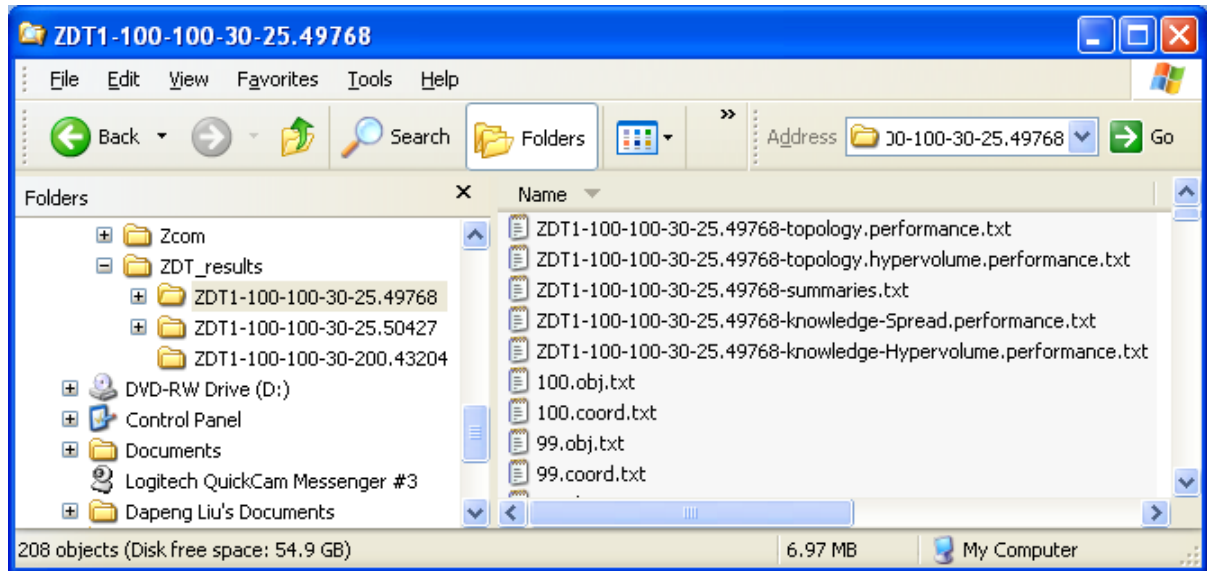 ZDT1-100-100-30-25.49768
File Edit View Favorites Tools Help
Back Search Folders » Address 00-100-30-25.49768 Go
Folders
Zcom
ZDT_results
ZDT1-100-100-30-25.49768
ZDT1-100-100-30-25.50427
ZDT1-100-100-30-200.43204
DVD-RW Drive (D:)
Control Panel
Documents
Logitech QuickCam Messenger #3
Dapeng Liu's Documents
Name
ZDT1-100-100-30-25.49768-topology.performance.txt
ZDT1-100-100-30-25.49768-topology.hypervolume.performance.txt
ZDT1-100-100-30-25.49768-summaries.txt
ZDT1-100-100-30-25.49768-knowledge-Spread.performance.txt
ZDT1-100-100-30-25.49768-knowledge-Hypervolume.performance.txt
100.obj.txt
100.coord.txt
99.obj.txt
99.coord.txt
208 objects (Disk free space: 54.9 GB) 6.97 MB My Computer